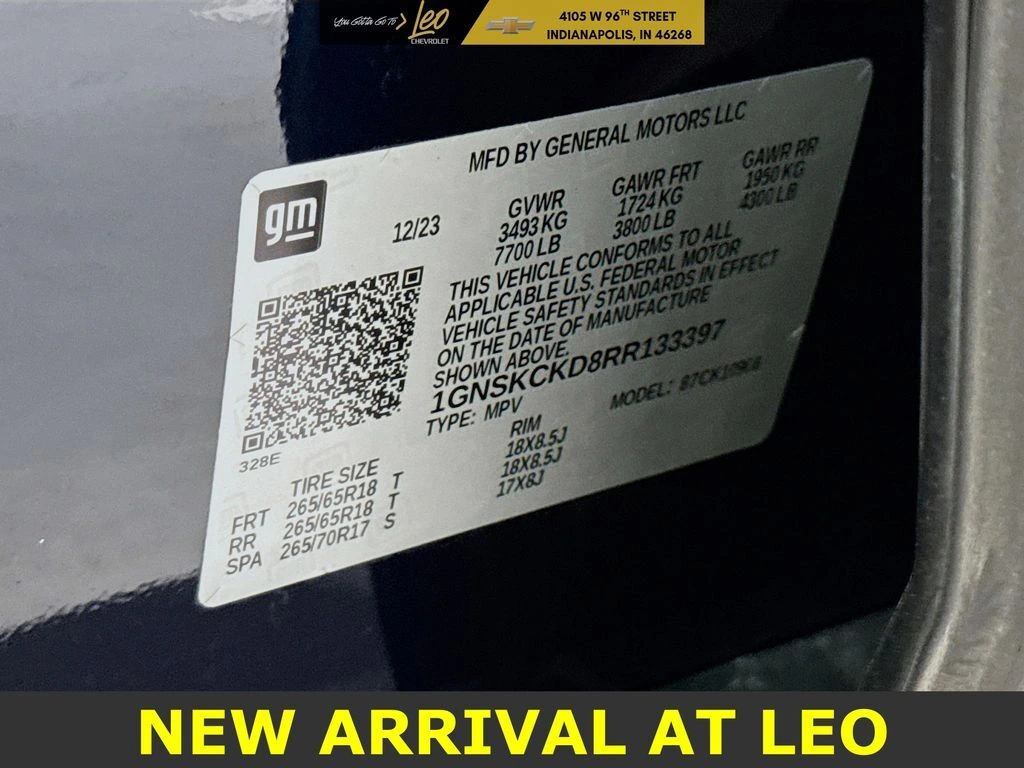 You Gotta Go To > Leo
CHEVROLET
4105 W 96TH STREET
INDIANAPOLIS, IN 46268
MFD BY GENERAL MOTORS LLC
gm
12/23
GVWR GAWR FRT GAWR RR
3493 KG 1724 KG 1950 KG
7700 LB 3800 LB 4300 LB
THIS VEHICLE CONFORMS TO ALL
APPLICABLE U.S. FEDERAL MOTOR
VEHICLE SAFETY STANDARDS IN EFFECT
ON THE DATE OF MANUFACTURE
SHOWN ABOVE.
1GNSKCKD8RR133397
TYPE: MPV MODEL:
328E
TIRE SIZE RIM
FRT 265/65R18 T 18X8.5J
RR 265/65R18 T 18X8.5J
SPA 265/70R17 S 17X8J
NEW ARRIVAL AT LEO